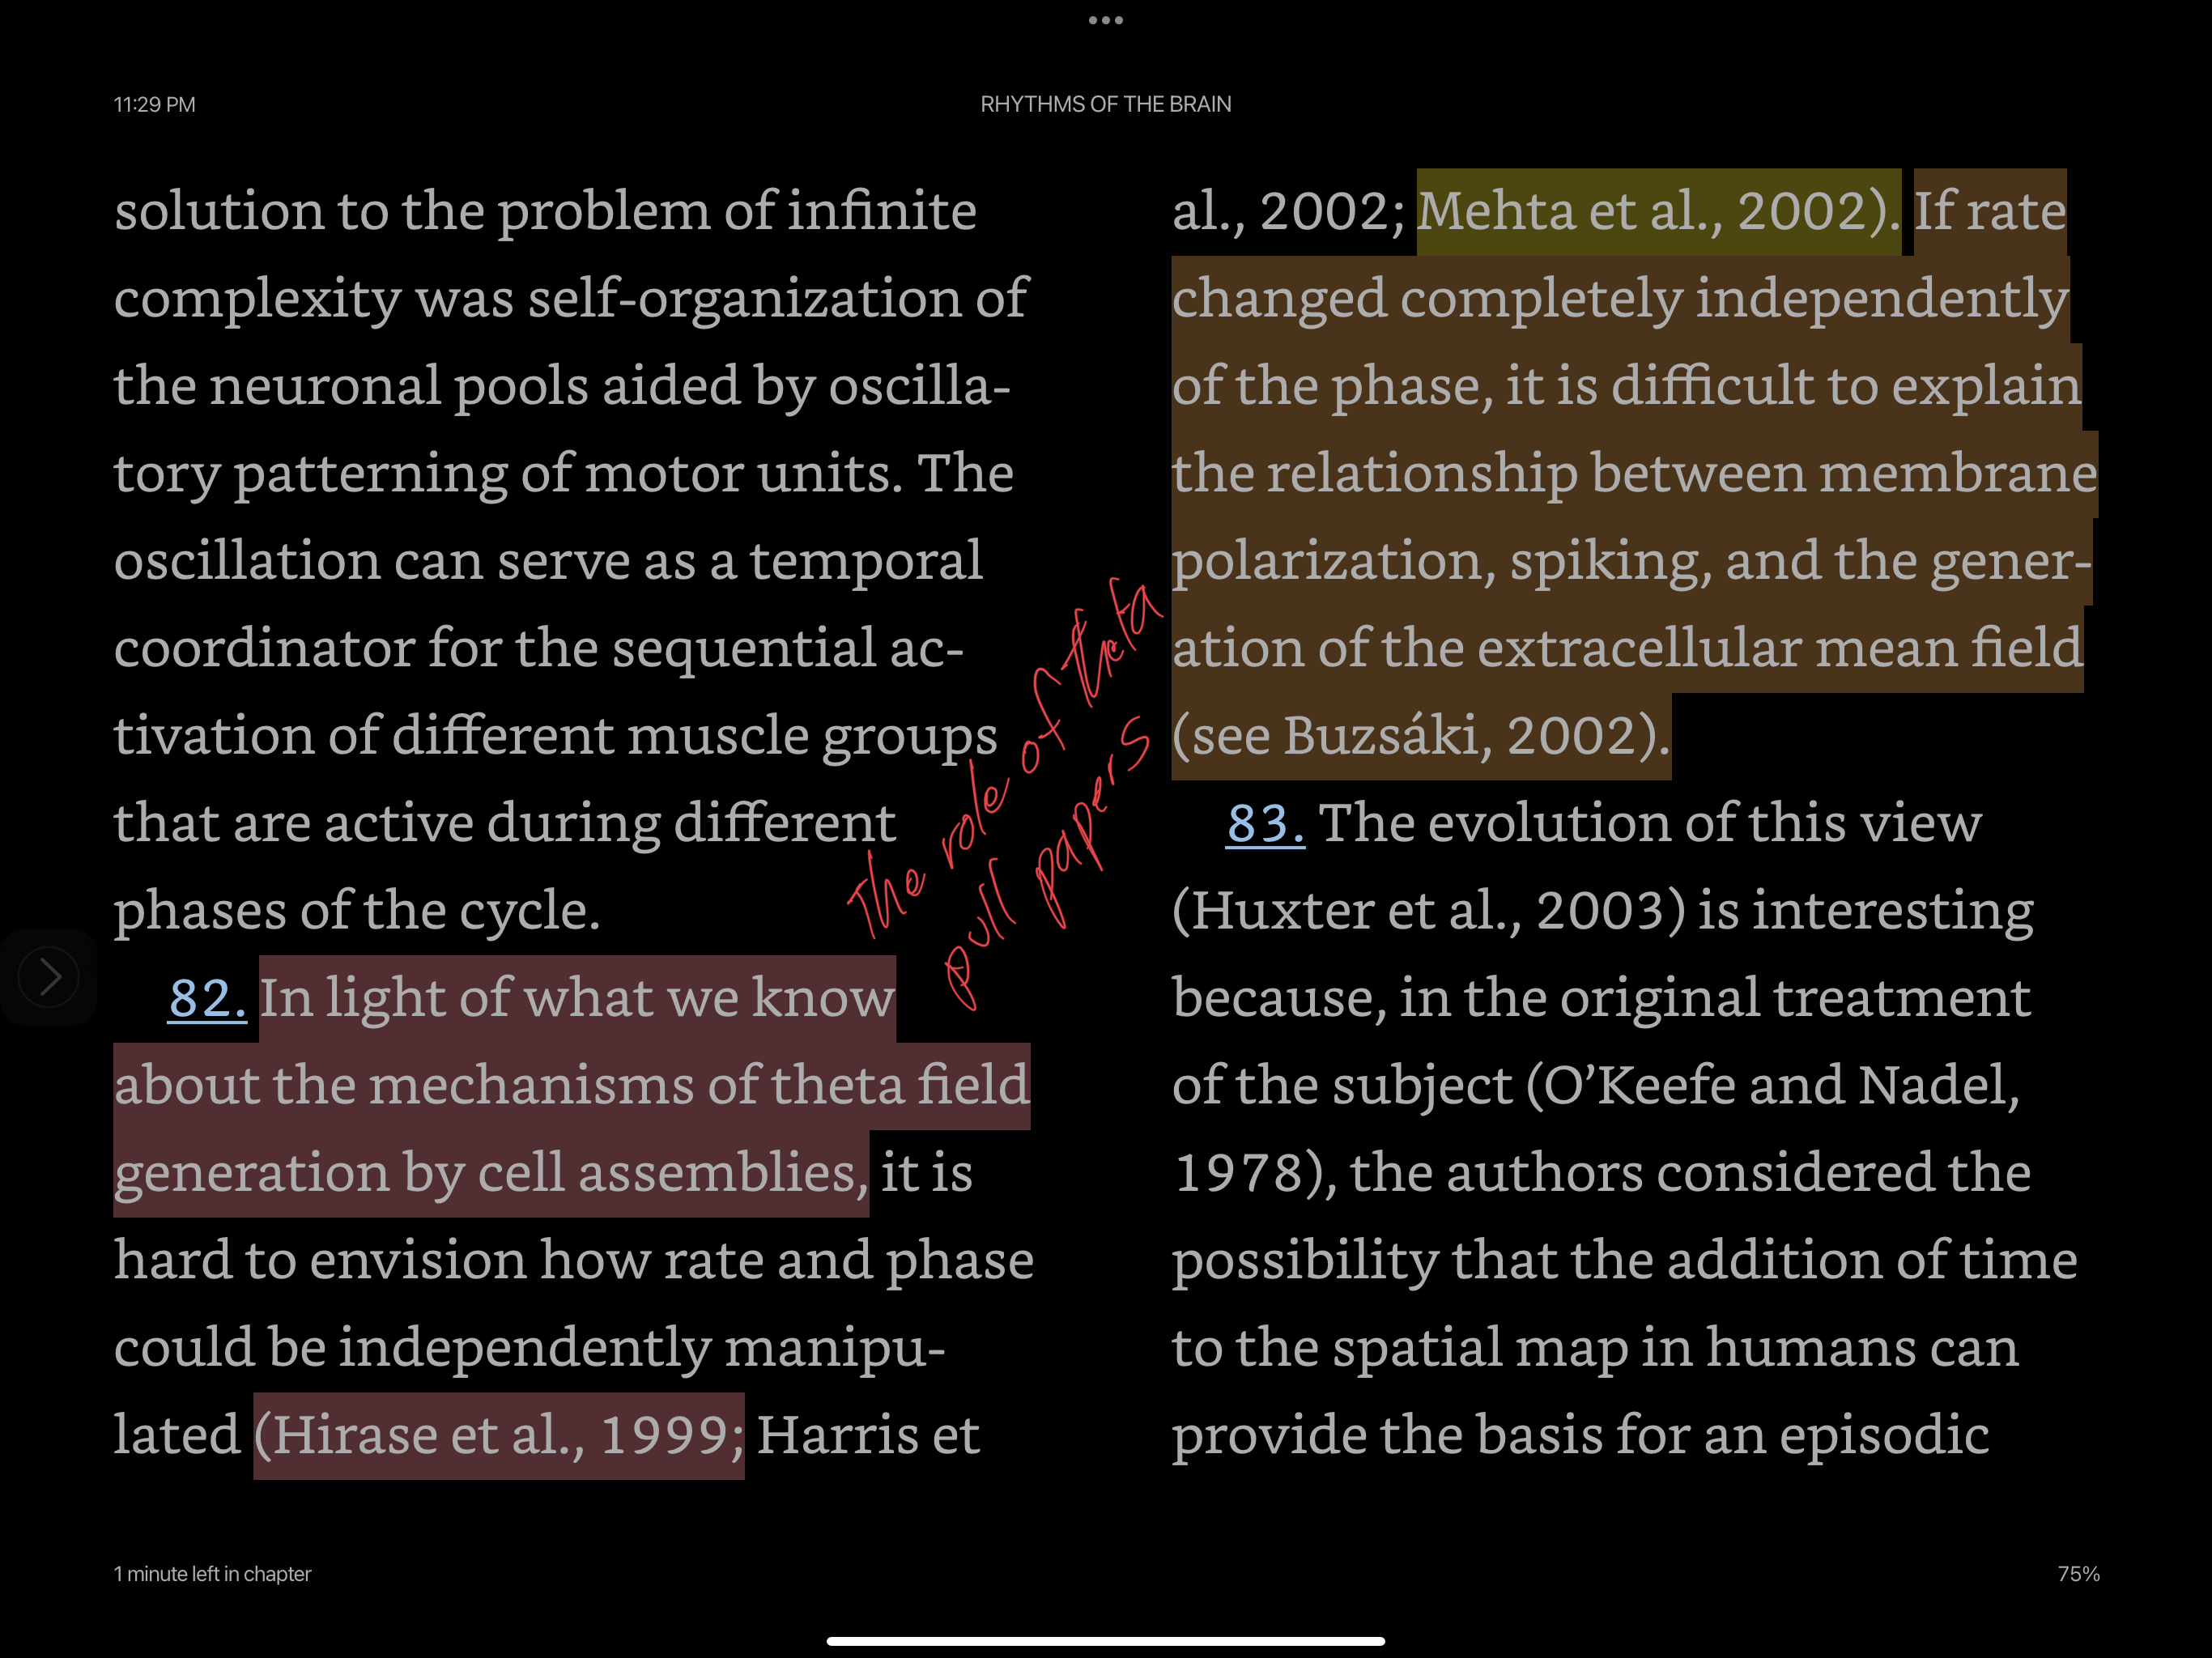 11:29 PM
RHYTHMS OF THE BRAIN
solution to the problem of infinite
complexity was self-organization of
the neuronal pools aided by oscilla-
tory patterning of motor units. The
oscillation can serve as a temporal
coordinator for the sequential ac-
tivation of different muscle groups
that are active during different
phases of the cycle.
82. In light of what we know
about the mechanisms of theta field
generation by cell assemblies, it is
hard to envision how rate and phase
could be independently manipu-
lated (Hirase et al., 1999; Harris et
The role of theta
pull papers
al., 2002; Mehta et al., 2002). If rate
changed completely independently
of the phase, it is difficult to explain
the relationship between membrane
polarization, spiking, and the gener-
ation of the extracellular mean field
(see Buzsáki, 2002).
83. The evolution of this view
(Huxter et al., 2003) is interesting
because, in the original treatment
of the subject (O’Keefe and Nadel,
1978), the authors considered the
possibility that the addition of time
to the spatial map in humans can
provide the basis for an episodic
1 minute left in chapter
75%